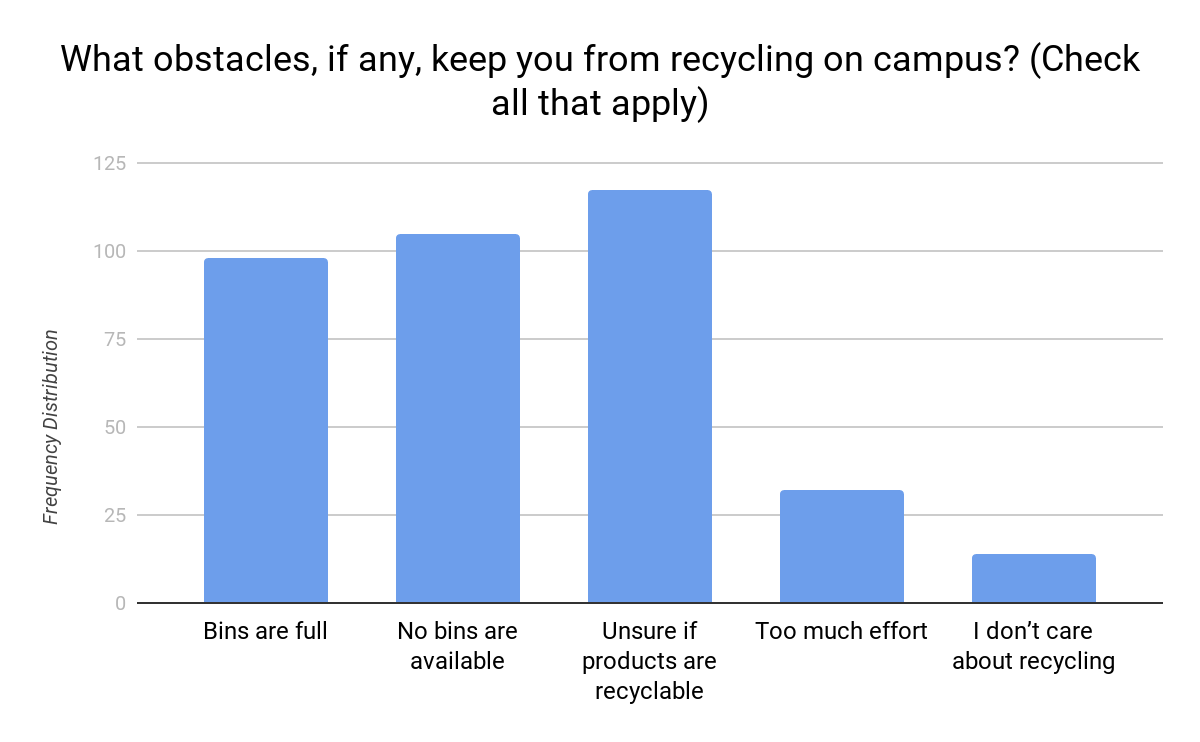 What obstacles, if any, keep you from recycling on campus? (Check
all that apply)
125
100
75
50
25
0
Frequency Distribution
Bins are full
No bins are
available
Unsure if
products are
recyclable
Too much effort
I don’t care
about recycling